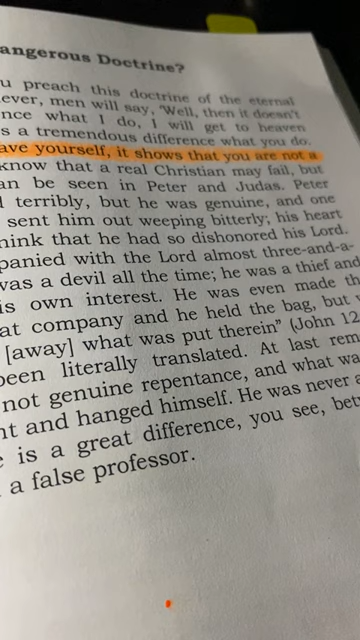 angerous Doctrine?
u preach this doctrine of the eternal
ever, men will say, 'Well, then it doesn't
nce what I do, I will get to heaven
s a tremendous difference what you do.
ave yourself, it shows that you are not a
know that a real Christian may fail, but
an be seen in Peter and Judas. Peter
l terribly, but he was genuine, and one
sent him out weeping bitterly; his heart
hink that he had so dishonored his Lord.
panied with the Lord almost three-and-a-
was a devil all the time; he was a thief and
is own interest. He was even made th
at company and he held the bag, but
[away] what was put therein" (John 12
been literally translated. At last rem
not genuine repentance, and what wa
nt and hanged himself. He was never a
e is a great difference, you see, betw
a false professor.